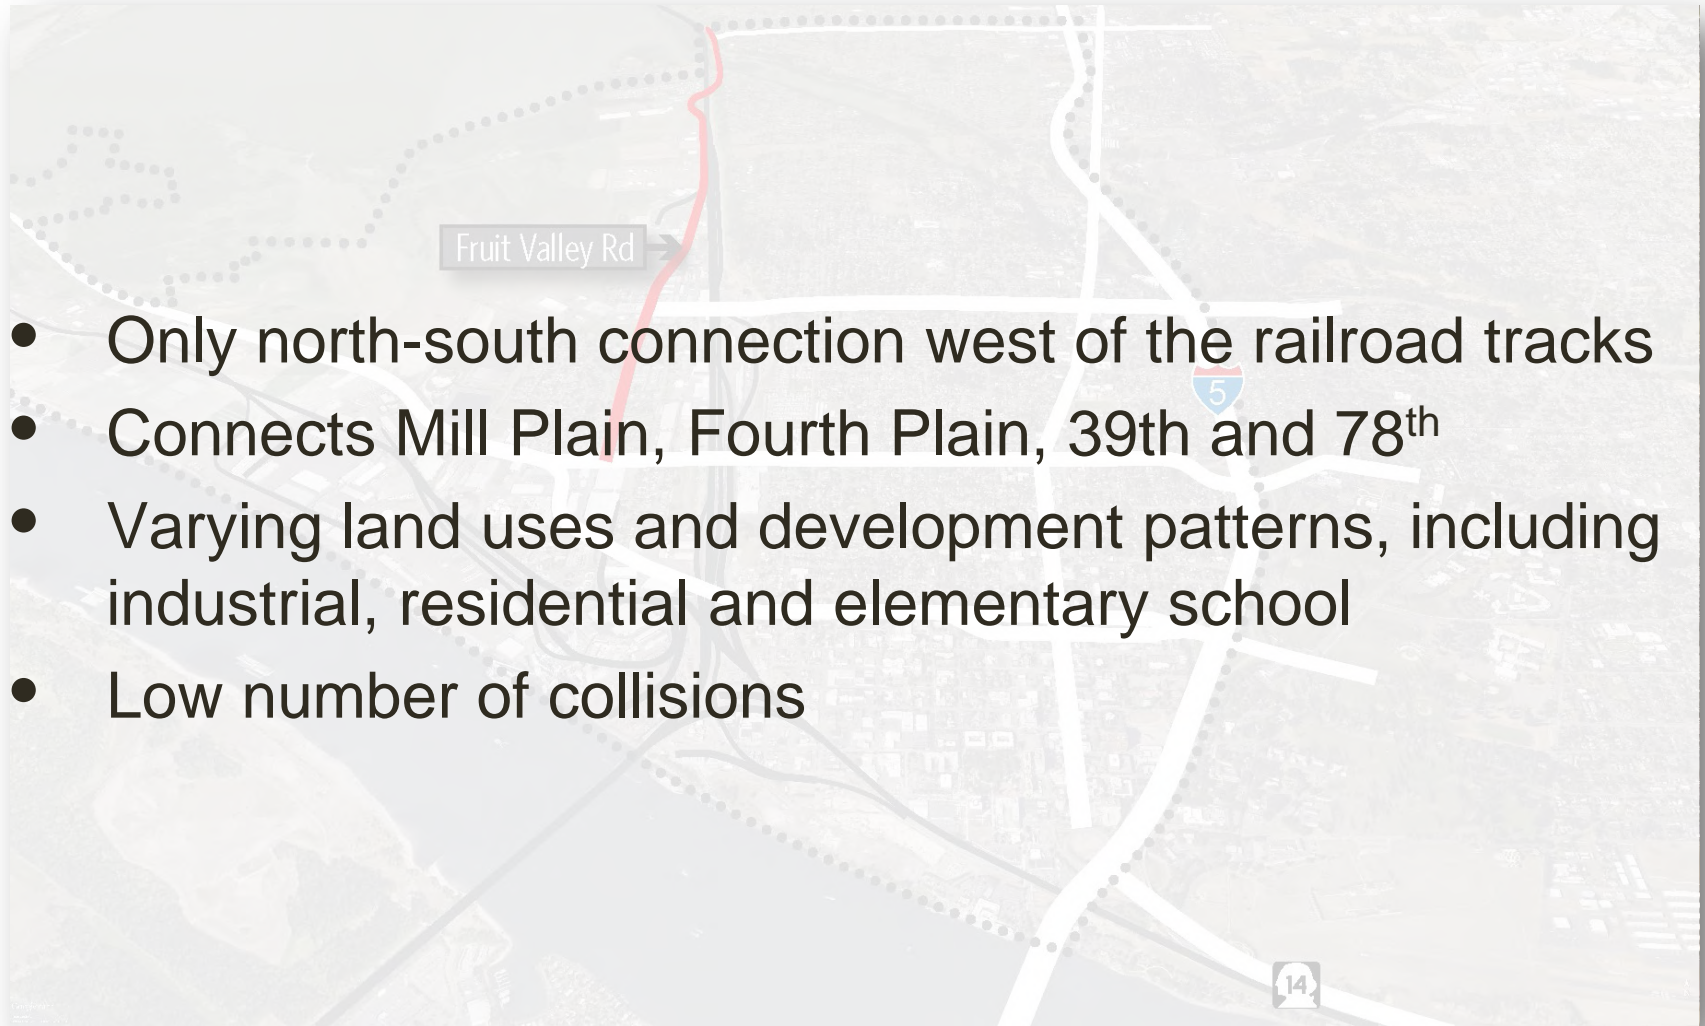 Fruit Valley Rd
• Only north-south connection west of the railroad tracks
5
• Connects Mill Plain, Fourth Plain, 39th and 78th
• Varying land uses and development patterns, including
industrial, residential and elementary school
• Low number of collisions
14